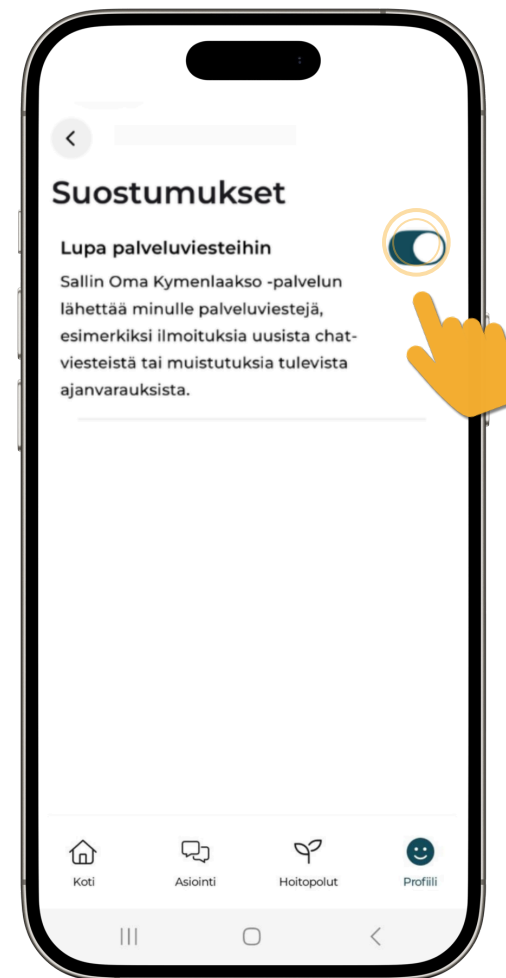 Suostumukset
Lupa palveluviesteihin
Sallin Oma Kymenlaakso -palvelun
lähettää minulle palveluviestejä,
esimerkiksi ilmoituksia uusista chat-
viesteistä tai muistutuksia tulevista
ajanvarauksista.
Koti Asiointi Hoitopolut Profiili